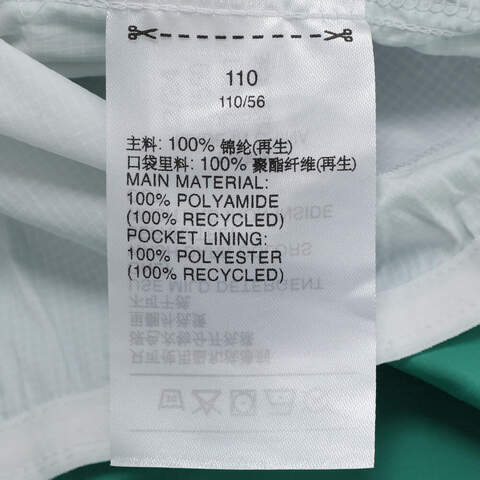 110
110/56
主料: 100% 锦纶(再生)
口袋里料: 100% 聚酯纤维(再生)
MAIN MATERIAL:
100% POLYAMIDE
(100% RECYCLED)
POCKET LINING:
100% POLYESTER
(100% RECYCLED)